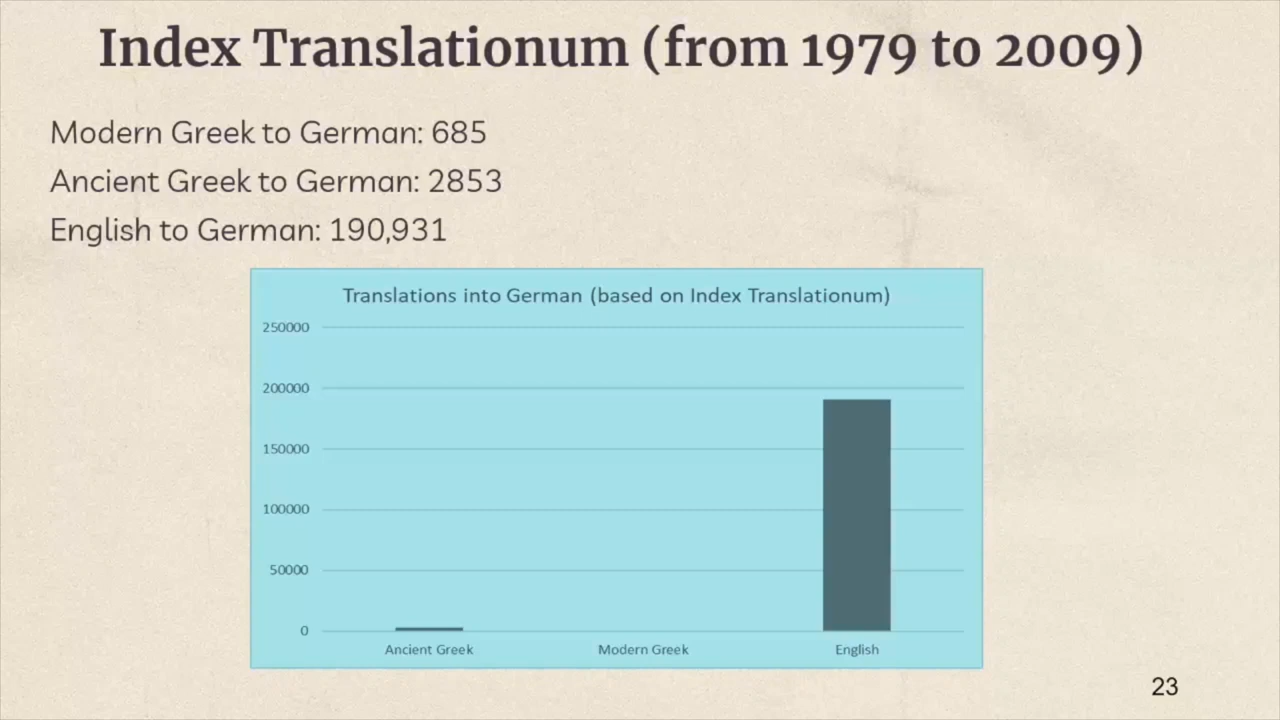 Index Translationum (from 1979 to 2009)
Modern Greek to German: 685
Ancient Greek to German: 2853
English to German: 190,931
Translations into German (based on Index Translationum)
250000
200000
150000
100000
50000
0
Ancient Greek Modern Greek English
23